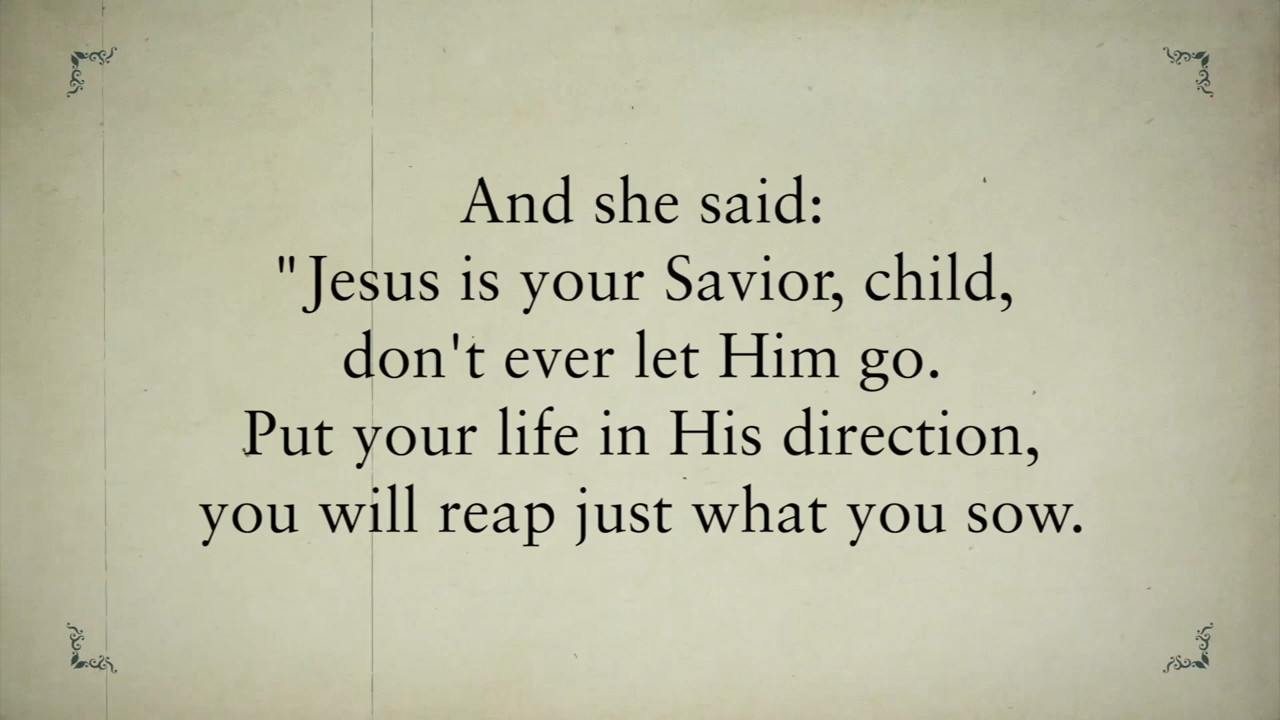 And she said:
"Jesus is your Savior, child,
don't ever let Him go.
Put your life in His direction,
you will reap just what you sow.